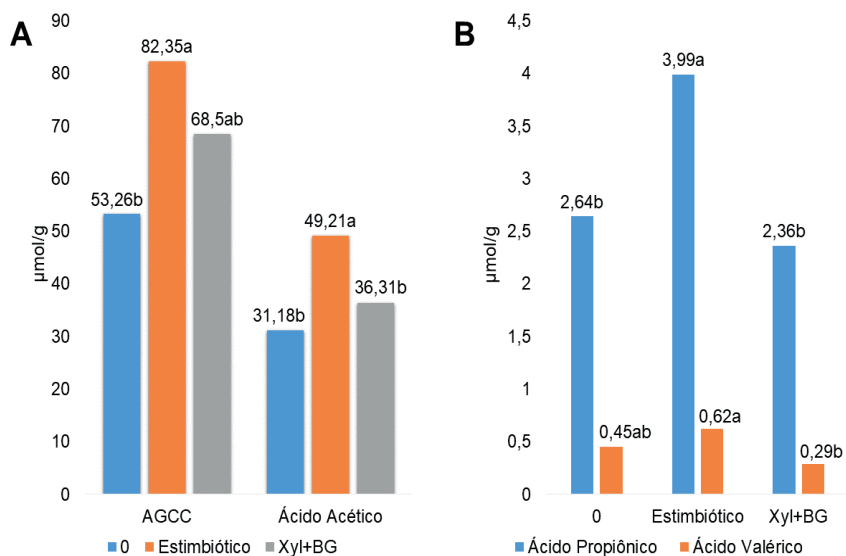 A
µmol/g
90
80
70
60
50
40
30
20
10
0
53,26b
82,35a
68,5ab
31,18b
49,21a
36,31b
AGCC
Ácido Acético
0
Estimbiótico
Xyl+BG
B
µmol/g
4,5
4
3,5
3
2,5
2
1,5
1
0,5
0
2,64b
0,45ab
3,99a
0,62a
2,36b
0,29b
0
Estimbiótico
Xyl+BG
Ácido Propiônico
Ácido Valérico